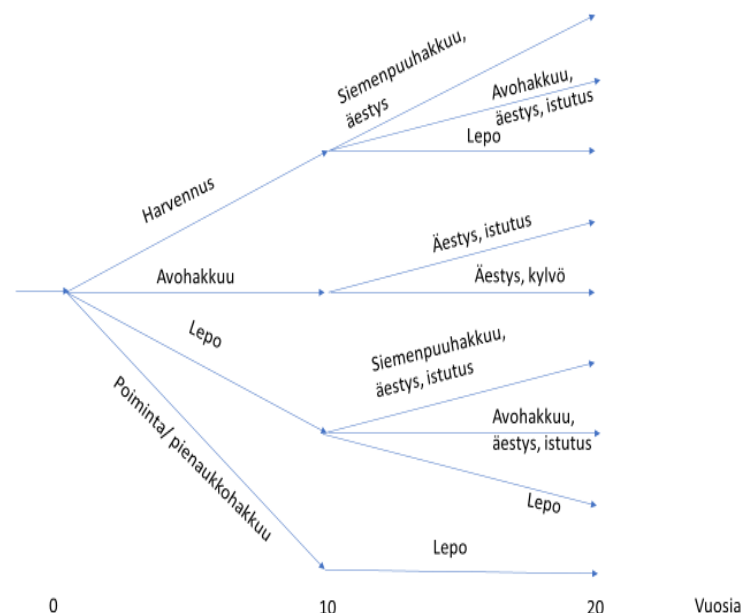 Siemenpuuhakkuu,
äestys
Avohakkuu,
äestys, istutus
Lepo
Harvennus
Äestys, istutus
Avohakkuu
Äestys, kylvö
Lepo
Siemenpuuhakkuu,
äestys, istutus
Avohakkuu,
äestys, istutus
Poiminta/ pienaukkohakkuu
Lepo
Lepo
0
10
20
Vuosia